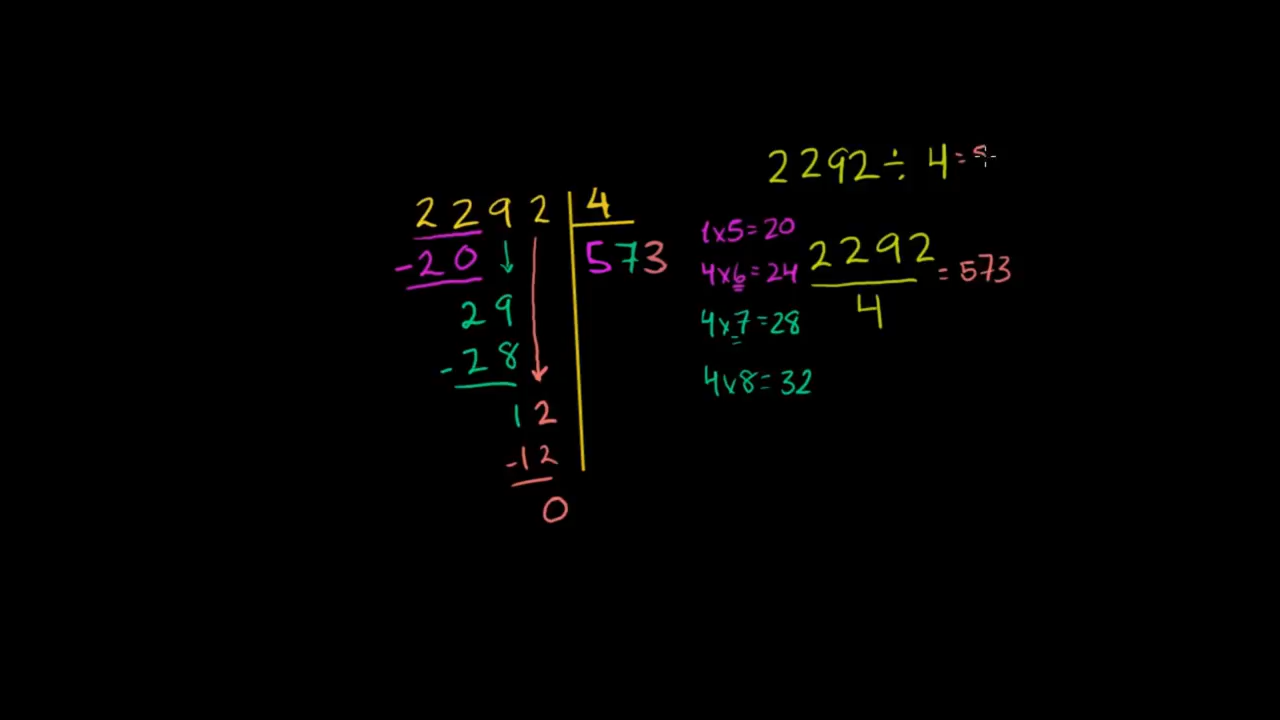 2292 ÷ 4 = 5
2292 | 4
-20 573
29
-28
12
-12
0
1x5=20
4x6=24
4x7=28
4x8=32
2292
4
= 573